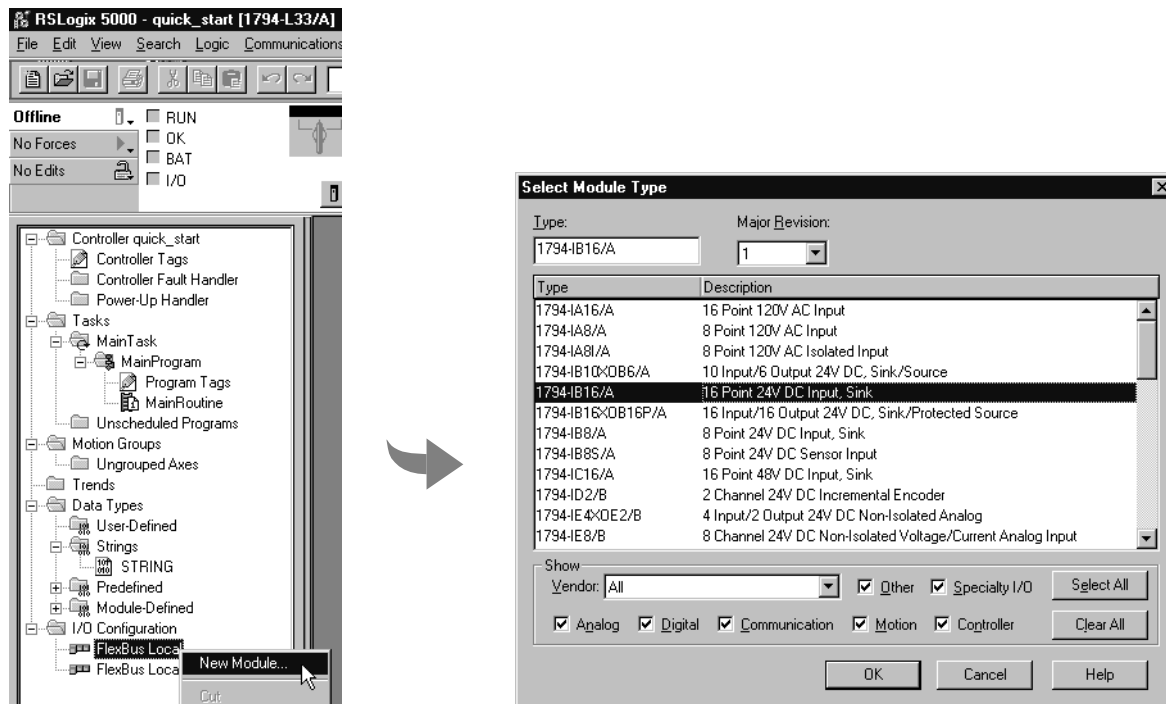 RSLogix 5000 - quick_start [1794-L33/A]
File Edit View Search Logic Communications
Offline
RUN
No Forces
OK
No Edits
BAT
I/O
Controller quick_start
Controller Tags
Controller Fault Handler
Power-Up Handler
Tasks
MainTask
MainProgram
Program Tags
MainRoutine
Unscheduled Programs
Motion Groups
Ungrouped Axes
Trends
Data Types
User-Defined
Strings
STRING
Predefined
Module-Defined
I/O Configuration
FlexBus Local
FlexBus Loca
New Module...
Cut
Select Module Type
Type: Major Revision:
1794-IB16/A 1
Type Description
1794-IA16/A 16 Point 120V AC Input
1794-IA8/A 8 Point 120V AC Input
1794-IA8I/A 8 Point 120V AC Isolated Input
1794-IB10XOB6/A 10 Input/6 Output 24V DC, Sink/Source
1794-IB16/A 16 Point 24V DC Input, Sink
1794-IB16XOB16P/A 16 Input/16 Output 24V DC, Sink/Protected Source
1794-IB8/A 8 Point 24V DC Input, Sink
1794-IB8S/A 8 Point 24V DC Sensor Input
1794-IC16/A 16 Point 48V DC Input, Sink
1794-ID2/B 2 Channel 24V DC Incremental Encoder
1794-IE4XOE2/B 4 Input/2 Output 24V DC Non-Isolated Analog
1794-IE8/B 8 Channel 24V DC Non-Isolated Voltage/Current Analog Input
Show
Vendor: All Other Specialty I/O Select All
Analog Digital Communication Motion Controller Clear All
OK Cancel Help